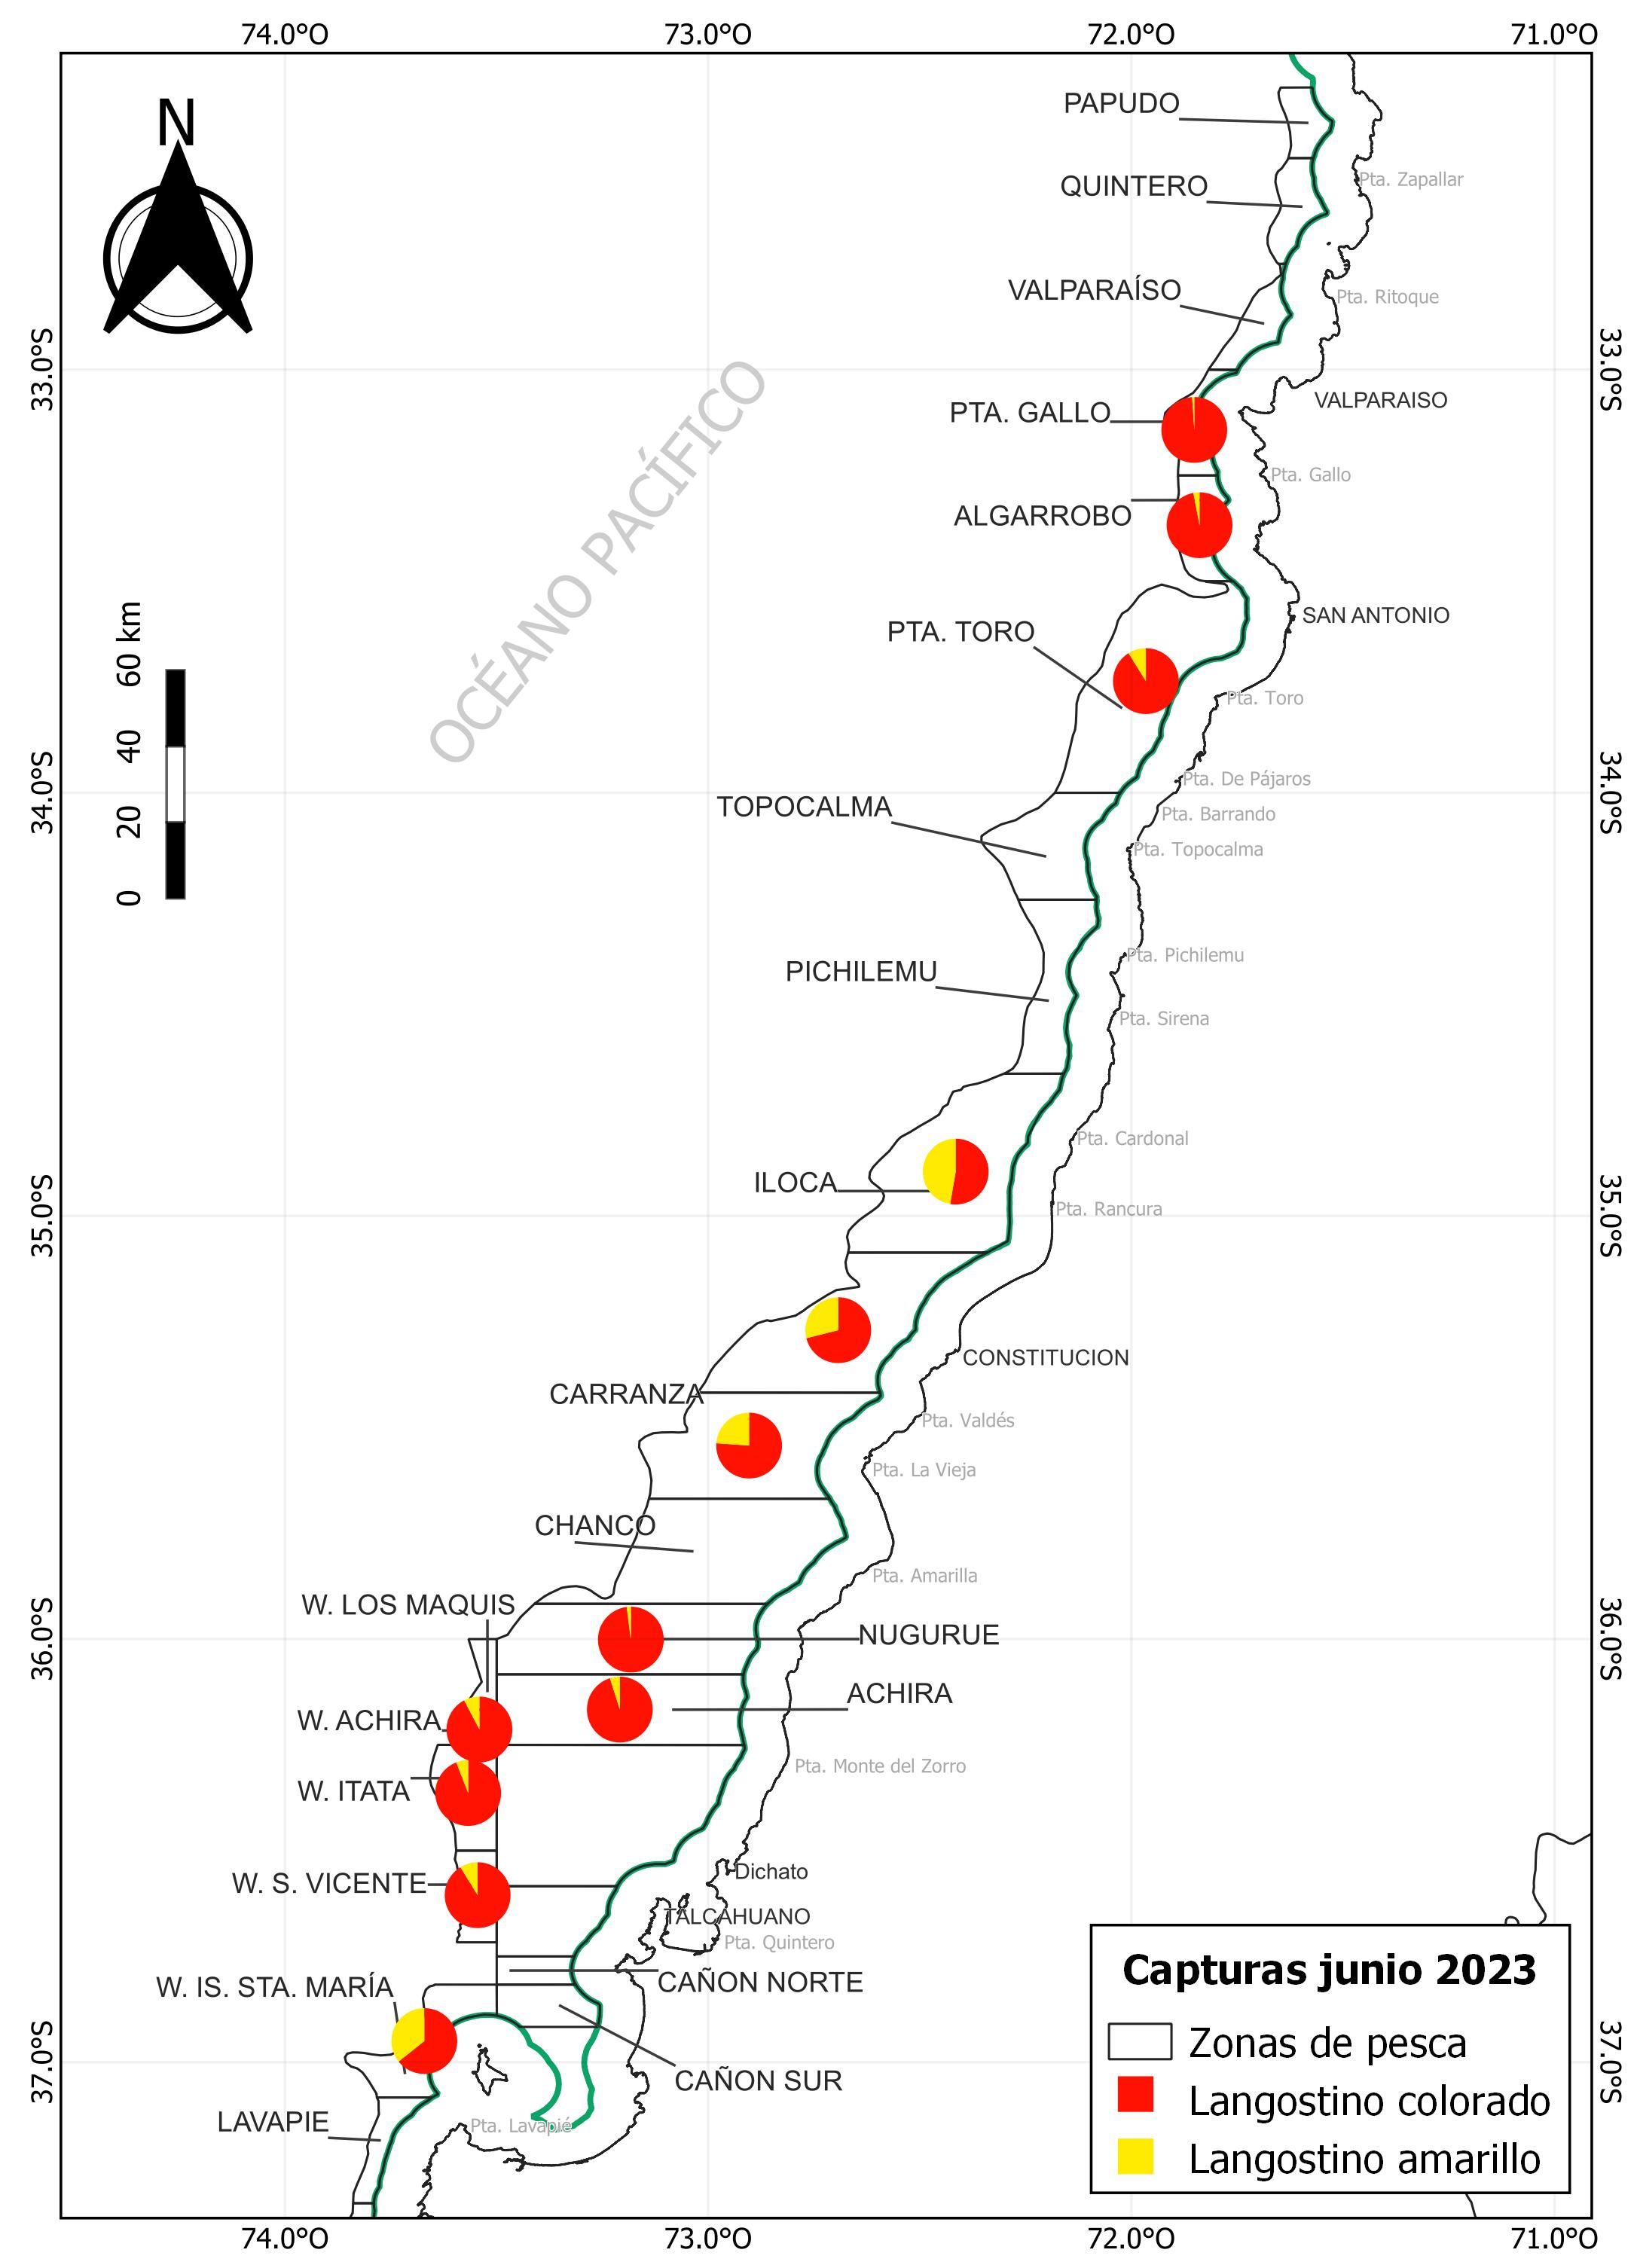 74.0°O 73.0°O 72.0°O 71.0°O
N
PAPUDO
Pta. Zapallar
QUINTERO
VALPARAÍSO
Pta. Ritoque
33.0°S
33.0°S
OCÉANO PACÍFICO
PTA. GALLO
VALPARAISO
Pta. Gallo
ALGARROBO
SAN ANTONIO
PTA. TORO
60 km
40
20
0
Pta. Toro
34.0°S
34.0°S
Pta. De Pájaros
TOPOCALMA
Pta. Barrando
Pta. Topocalma
Pta. Pichilemu
PICHILEMU
Pta. Sirena
Pta. Cardonal
ILOCA
35.0°S
35.0°S
Pta. Rancura
CONSTITUCION
CARRANZA
Pta. Valdés
Pta. La Vieja
CHANCO
Pta. Amarilla
W. LOS MAQUIS
36.0°S
36.0°S
NUGURUE
ACHIRA
W. ACHIRA
Pta. Monte del Zorro
W. ITATA
Dichato
W. S. VICENTE
TALCAHUANO
Pta. Quintero
CAÑON NORTE
W. IS. STA. MARÍA
37.0°S
37.0°S
CAÑON SUR
LAVAPIE
Pta. Lavapié
Capturas junio 2023
Zonas de pesca
Langostino colorado
Langostino amarillo
74.0°O 73.0°O 72.0°O 71.0°O